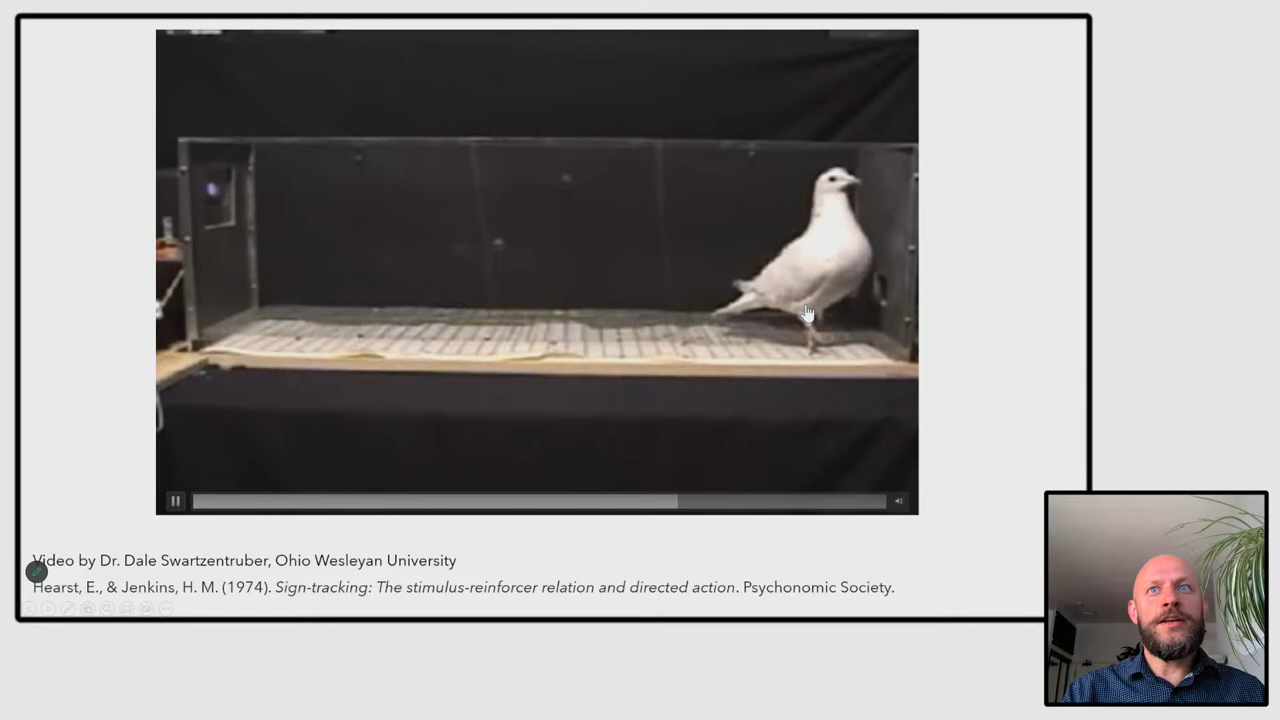 Video by Dr. Dale Swartzentruber, Ohio Wesleyan University
Hearst, E., & Jenkins, H. M. (1974). Sign-tracking: The stimulus-reinforcer relation and directed action. Psychonomic Society.